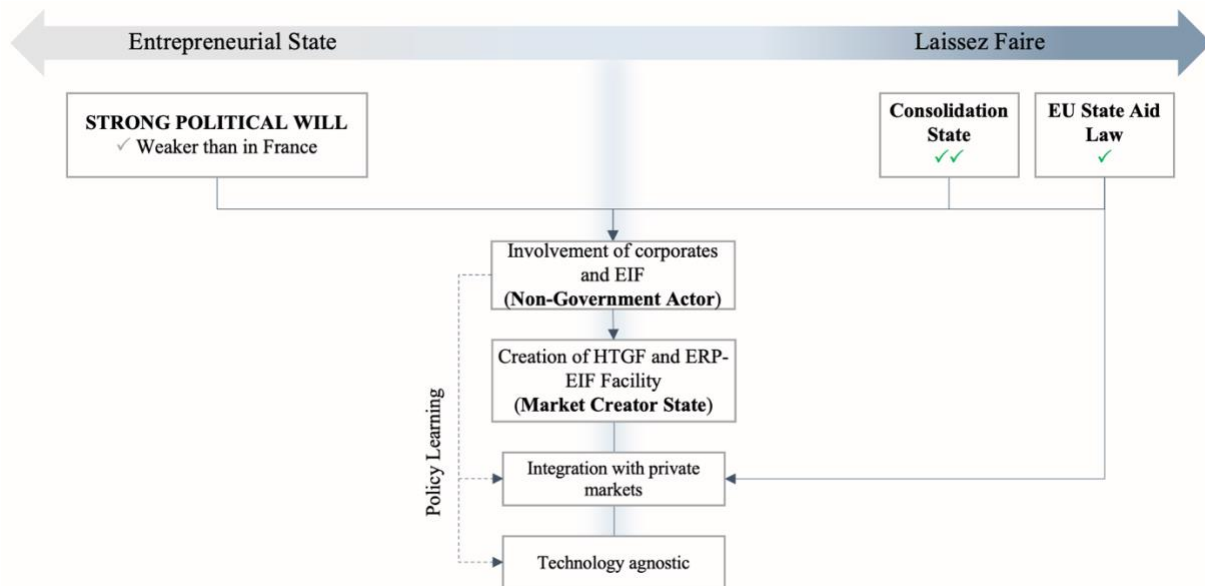 Entrepreneurial State
Laissez Faire
STRONG POLITICAL WILL
✓ Weaker than in France
Consolidation
State
✓✓
EU State Aid
Law
✓
Involvement of corporates
and EIF
(Non-Government Actor)
Creation of HTGF and ERP-
EIF Facility
(Market Creator State)
Policy Learning
Integration with private
markets
Technology agnostic